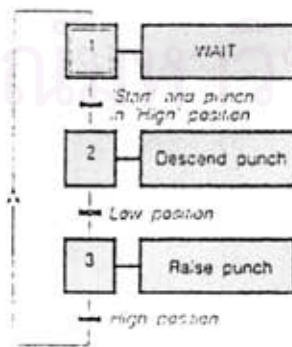 1
WAIT
'Start' and punch
in 'High' position
2
Descend punch
Low position
3
Raise punch
High position